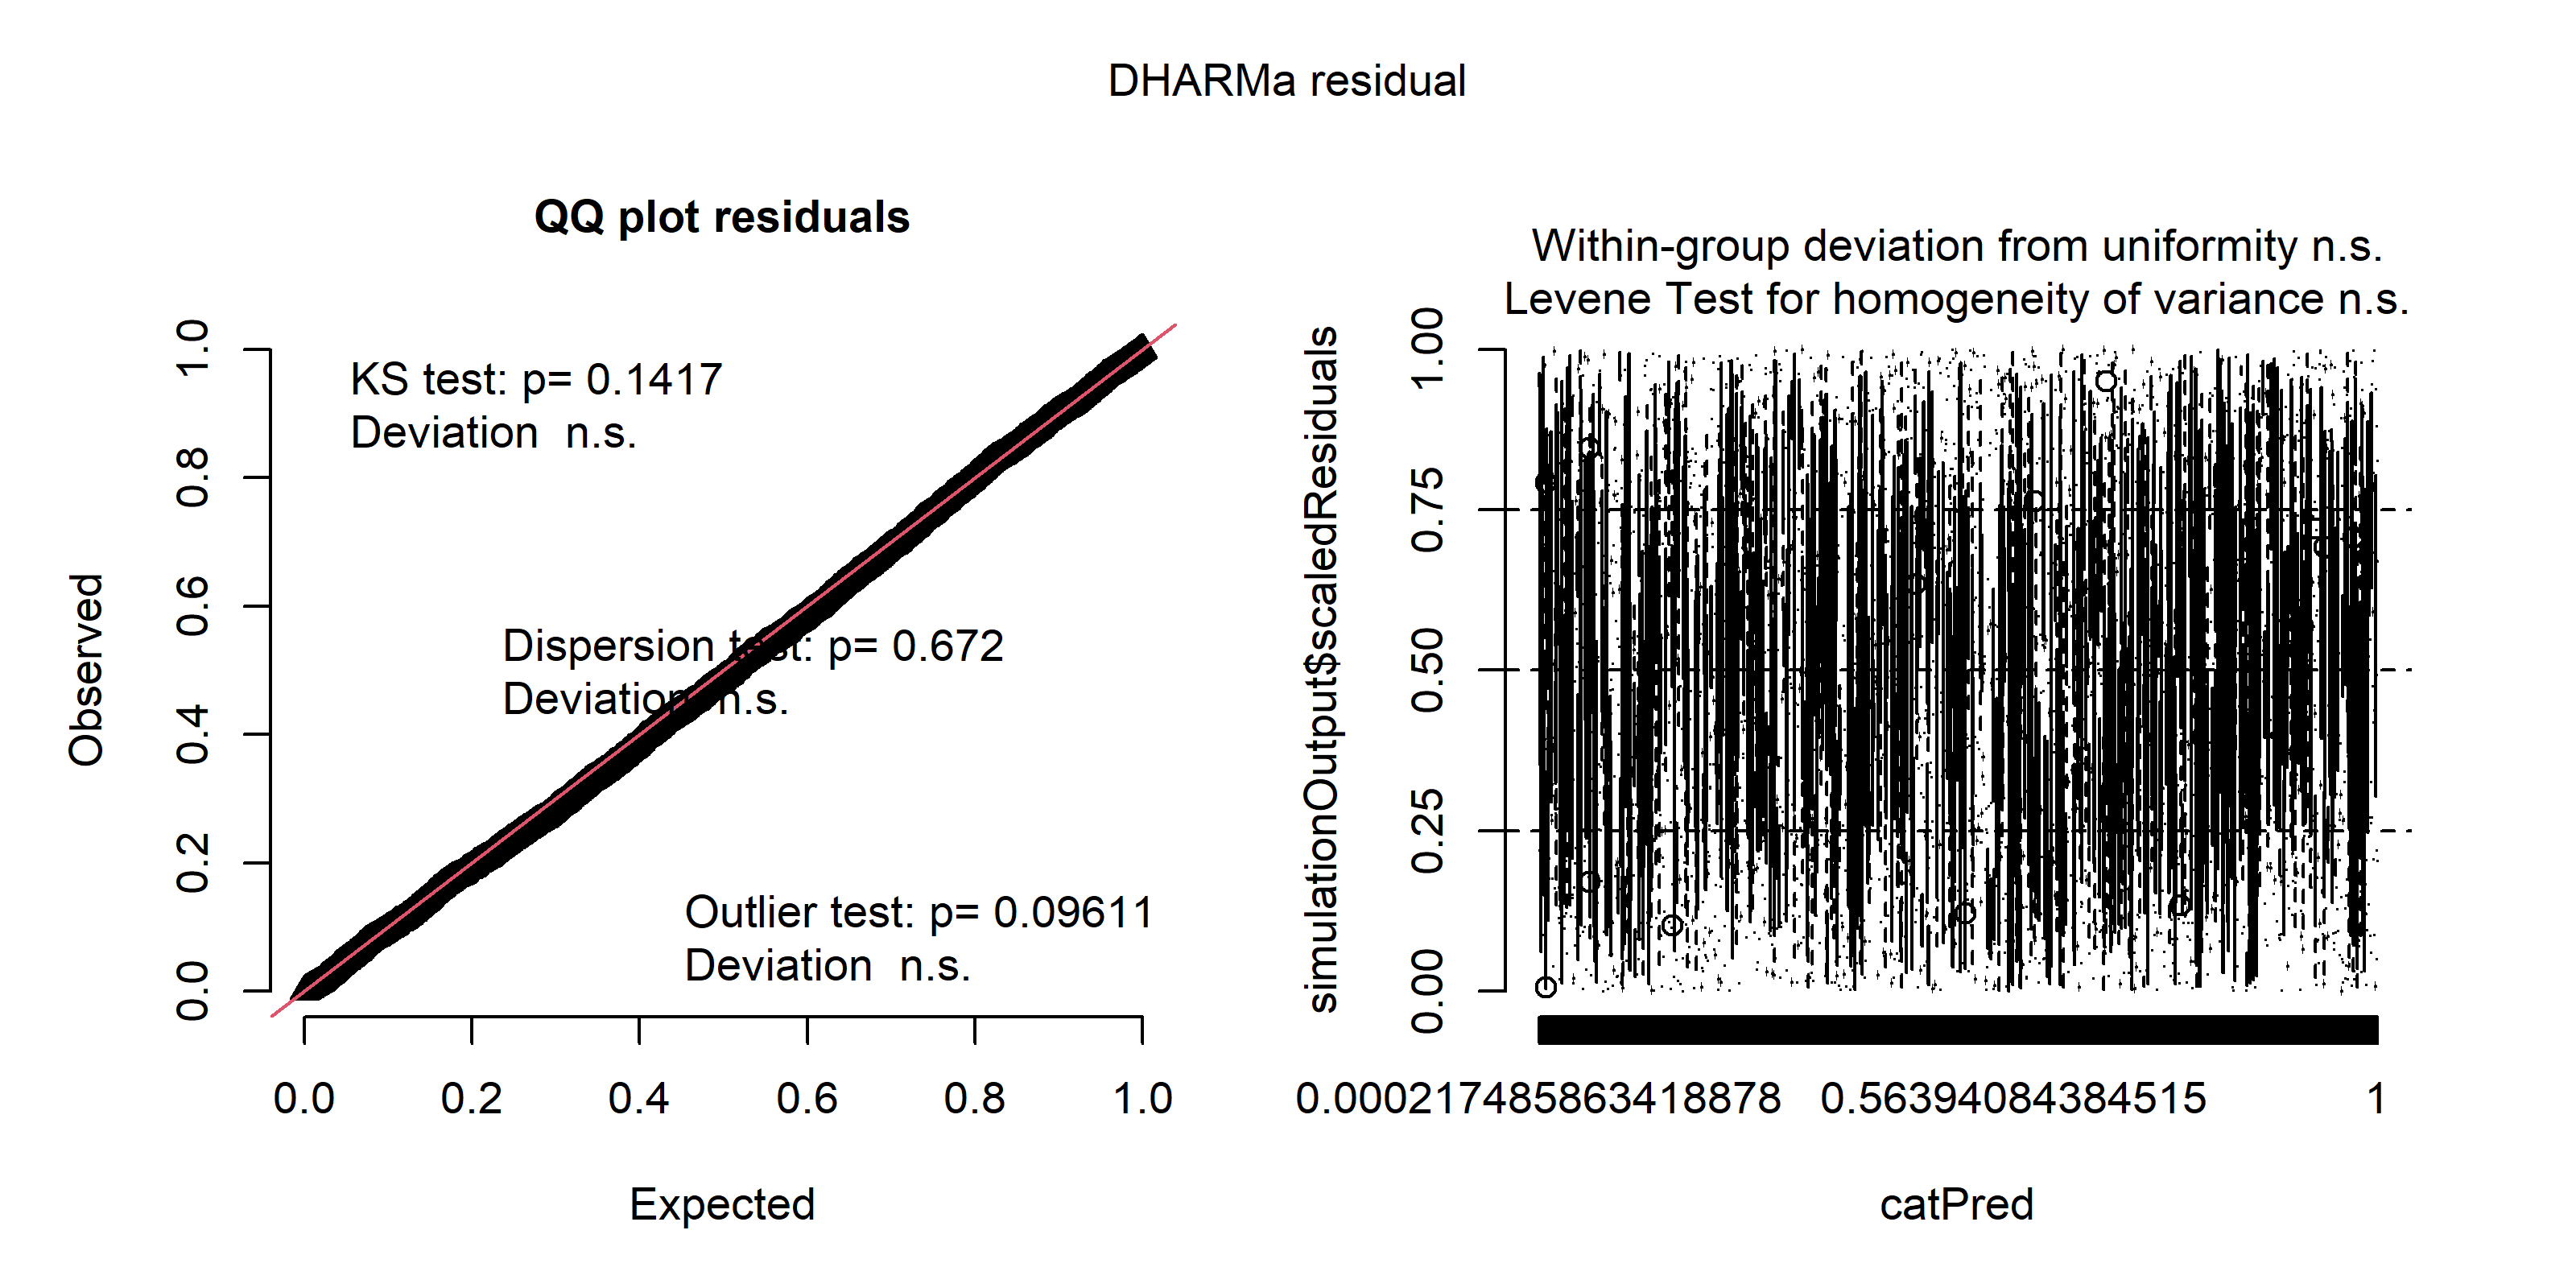 DHARMa residual
QQ plot residuals
KS test: p= 0.1417
Deviation  n.s.
Dispersion test: p= 0.672
Deviation n.s.
Outlier test: p= 0.09611
Deviation  n.s.
Observed
1.0
0.8
0.6
0.4
0.2
0.0
0.0 0.2 0.4 0.6 0.8 1.0
Expected
Within-group deviation from uniformity n.s.
Levene Test for homogeneity of variance n.s.
simulationOutput$scaledResiduals
1.00
0.75
0.50
0.25
0.00
0.000217485863418878 0.56394084384515 1
catPred